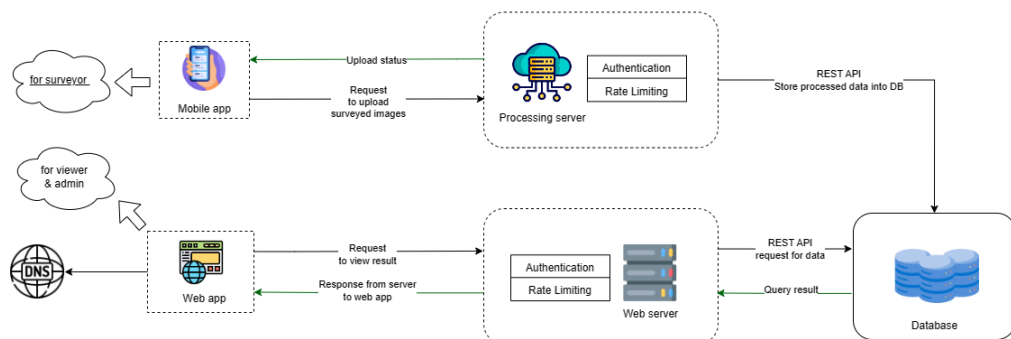 for surveyor
Mobile app
Upload status
Request
to upload
surveyed images
Processing server
Authentication
Rate Limiting
REST API
Store processed data into DB
for viewer
& admin
DNS
Web app
Request
to view result
Response from server
to web app
Authentication
Rate Limiting
Web server
REST API
request for data
Query result
Database